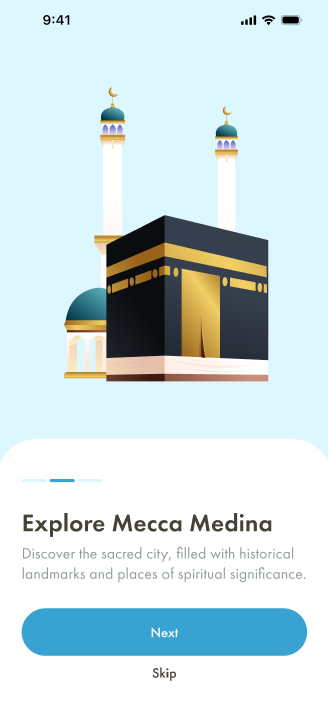 9:41
Explore Mecca Medina
Discover the sacred city, filled with historical
landmarks and places of spiritual significance.
Next
Skip